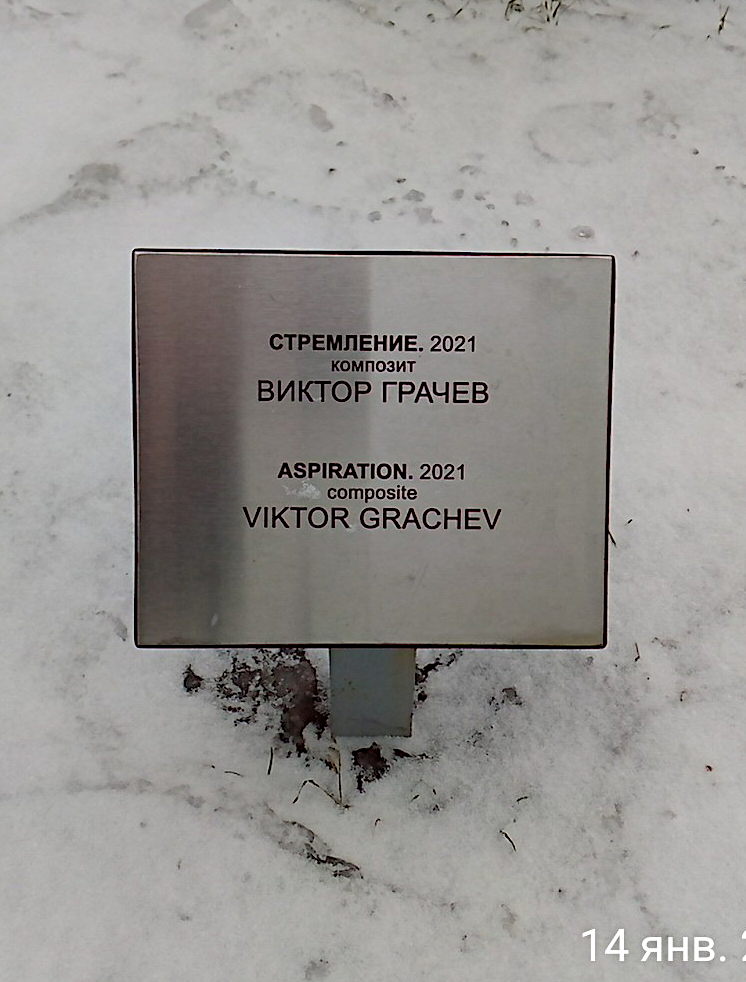 СТРЕМЛЕНИЕ. 2021
композит
ВИКТОР ГРАЧЕВ
ASPIRATION. 2021
composite
VIKTOR GRACHEV
14 янв.